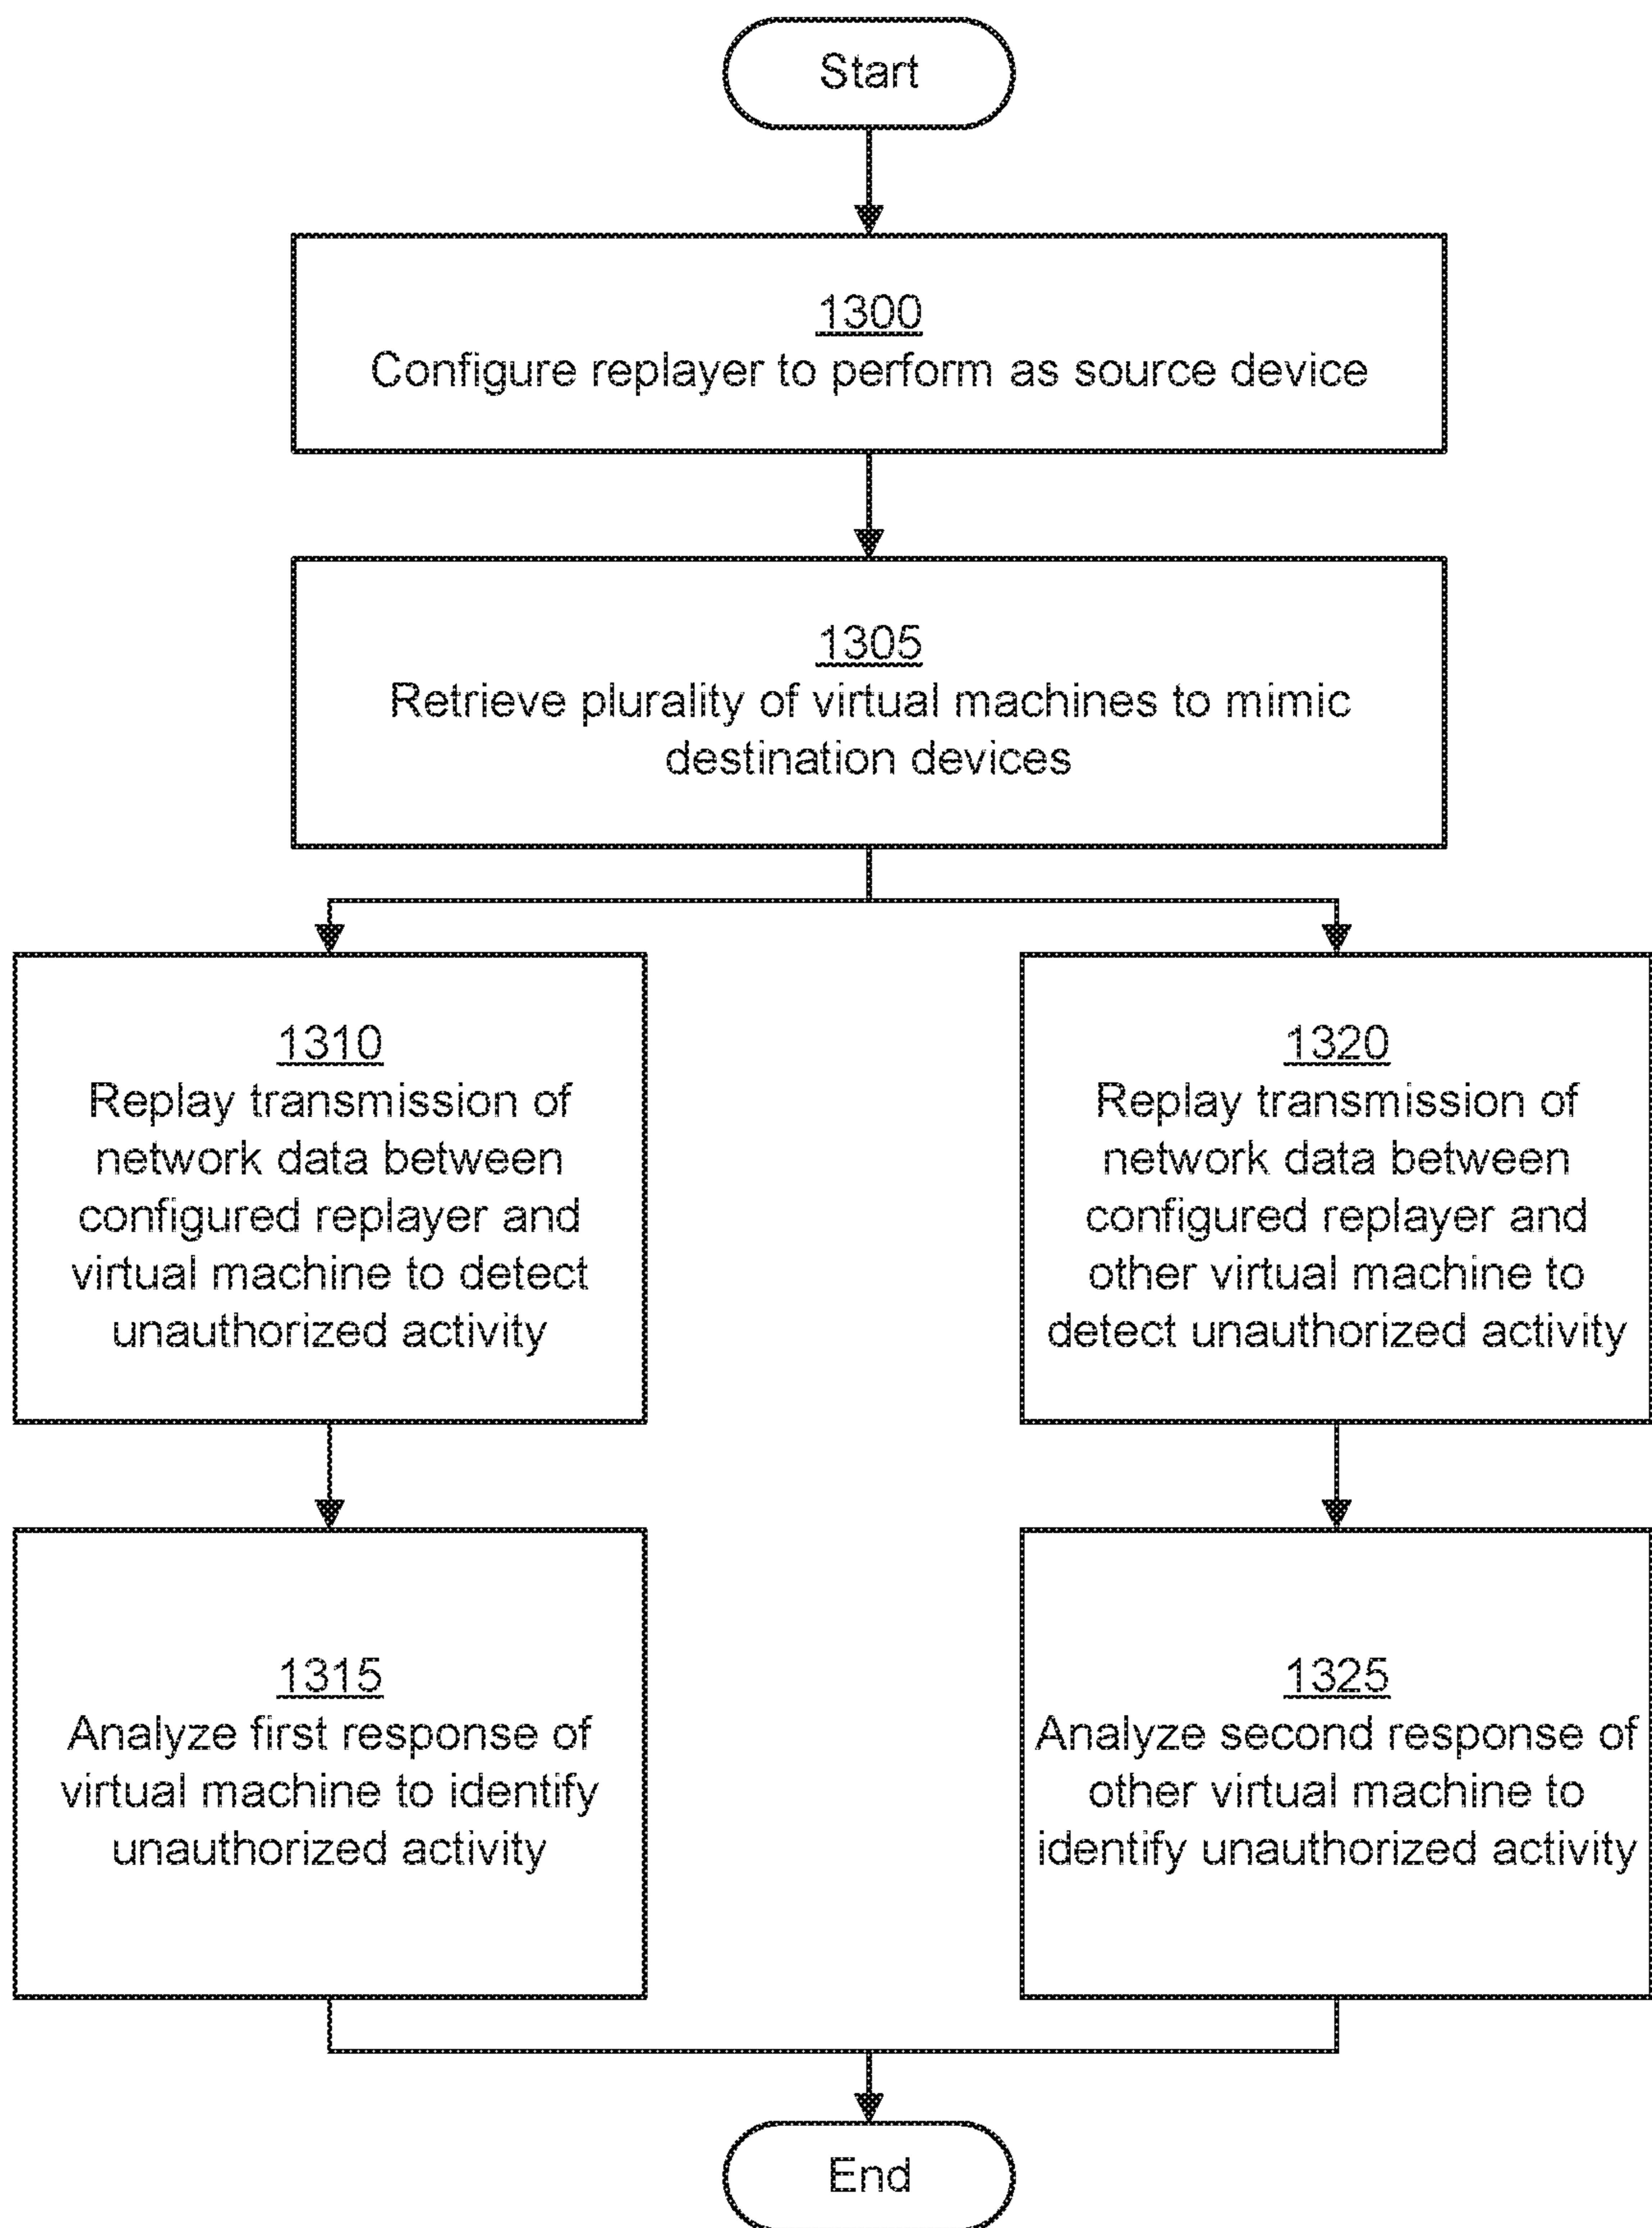 Start
1300
Configure replayer to perform as source device
1305
Retrieve plurality of virtual machines to mimic
destination devices
1310
Replay transmission of
network data between
configured replayer and
virtual machine to detect
unauthorized activity
1320
Replay transmission of
network data between
configured replayer and
other virtual machine to
detect unauthorized activity
1315
Analyze first response of
virtual machine to identify
unauthorized activity
1325
Analyze second response of
other virtual machine to
identify unauthorized activity
End